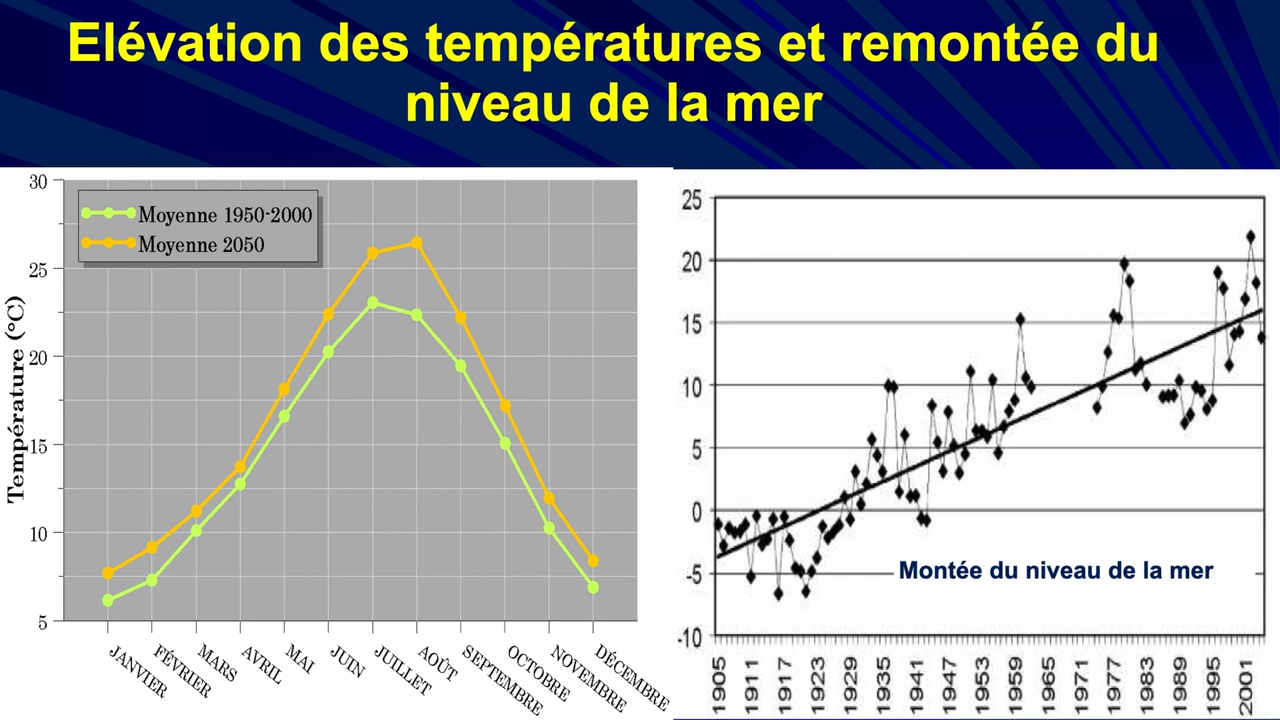 Elévation des températures et remontée du
niveau de la mer
30
25
20
15
10
5
Température (°C)
Moyenne 1950-2000
Moyenne 2050
JANVIER
FÉVRIER
MARS
AVRIL
MAI
JUIN
JUILLET
AOÛT
SEPTEMBRE
OCTOBRE
NOVEMBRE
DÉCEMBRE
25
20
15
10
5
0
-5
-10
Montée du niveau de la mer
1905
1911
1917
1923
1929
1935
1941
1947
1953
1959
1965
1971
1977
1983
1989
1995
2001